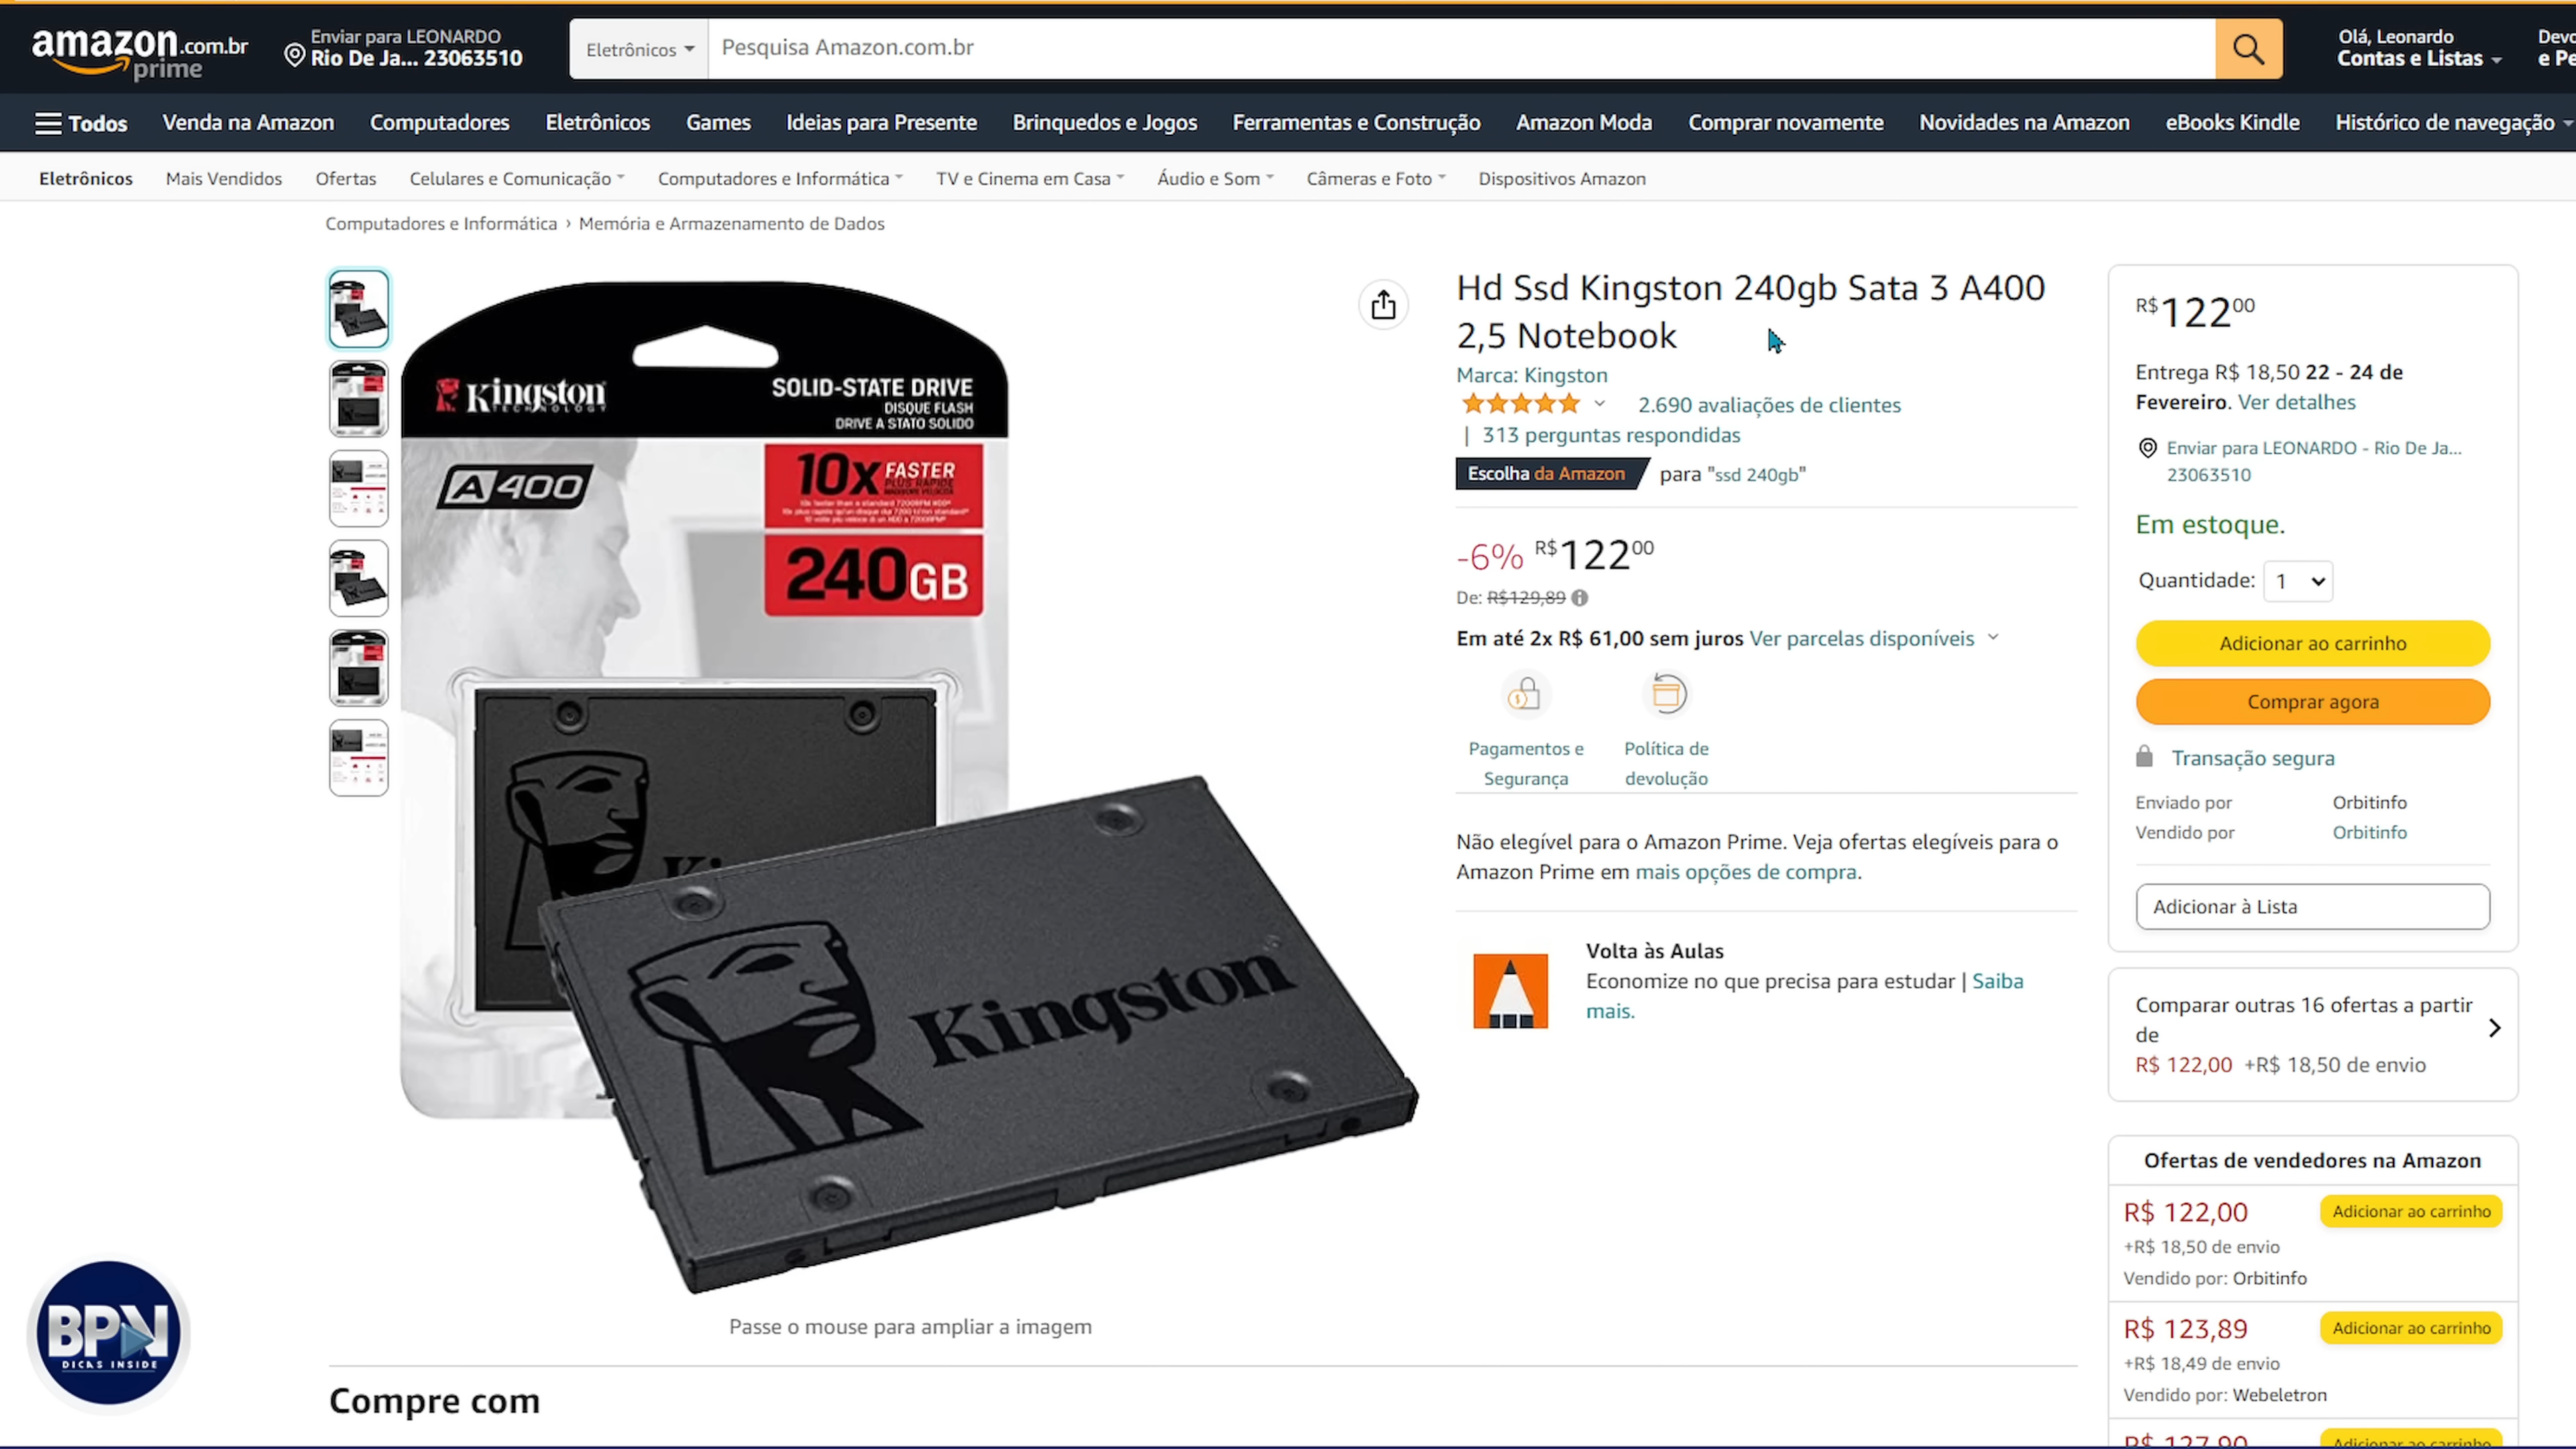 amazon.com.br
prime
Enviar para LEONARDO
Rio De Ja... 23063510
Eletrônicos
Pesquisa Amazon.com.br
Olá, Leonardo
Contas e Listas
Todos
Venda na Amazon
Computadores
Eletrônicos
Games
Ideias para Presente
Brinquedos e Jogos
Ferramentas e Construção
Amazon Moda
Comprar novamente
Novidades na Amazon
eBooks Kindle
Histórico de navegação
Eletrônicos
Mais Vendidos
Ofertas
Celulares e Comunicação
Computadores e Informática
TV e Cinema em Casa
Áudio e Som
Câmeras e Foto
Dispositivos Amazon
Computadores e Informática › Memória e Armazenamento de Dados
Kingston
TECHNOLOGY
SOLID-STATE DRIVE
DISQUE FLASH
DRIVE A STATO SOLIDO
A400
10x FASTER
PLUS RAPIDE
240GB
Kingston
Passe o mouse para ampliar a imagem
Hd Ssd Kingston 240gb Sata 3 A400
2,5 Notebook
Marca: Kingston
2.690 avaliações de clientes
| 313 perguntas respondidas
Escolha da Amazon para "ssd 240gb"
-6% R$122,00
De: R$129,89
Em até 2x R$ 61,00 sem juros Ver parcelas disponíveis
Pagamentos e
Segurança
Política de
devolução
Não elegível para o Amazon Prime. Veja ofertas elegíveis para o
Amazon Prime em mais opções de compra.
Volta às Aulas
Economize no que precisa para estudar | Saiba
mais.
R$122,00
Entrega R$ 18,50 22 - 24 de
Fevereiro. Ver detalhes
Enviar para LEONARDO - Rio De Ja...
23063510
Em estoque.
Quantidade: 1
Adicionar ao carrinho
Comprar agora
Transação segura
Enviado por Orbitinfo
Vendido por Orbitinfo
Adicionar à Lista
Comparar outras 16 ofertas a partir
de
R$ 122,00 +R$ 18,50 de envio
Ofertas de vendedores na Amazon
R$ 122,00 Adicionar ao carrinho
+R$ 18,50 de envio
Vendido por: Orbitinfo
R$ 123,89 Adicionar ao carrinho
+R$ 18,49 de envio
Vendido por: Webeletron
R$ 127,90 Adicionar ao carrinho
BPN
DICAS INSIDE
Compre com